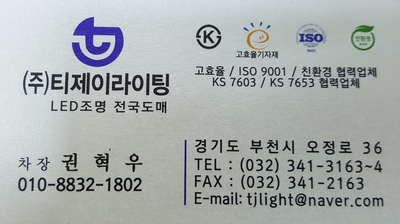 (주)티제이라이팅
LED조명 전국도매
고효율기자재
ISO
친환경
고효율 / ISO 9001 / 친환경 협력업체
KS 7603 / KS 7653 협력업체
차장 권혁우
010-8832-1802
경기도 부천시 오정로 36
TEL : (032) 341-3163~4
FAX : (032) 341-2163
E-mail: tjlight@naver.com